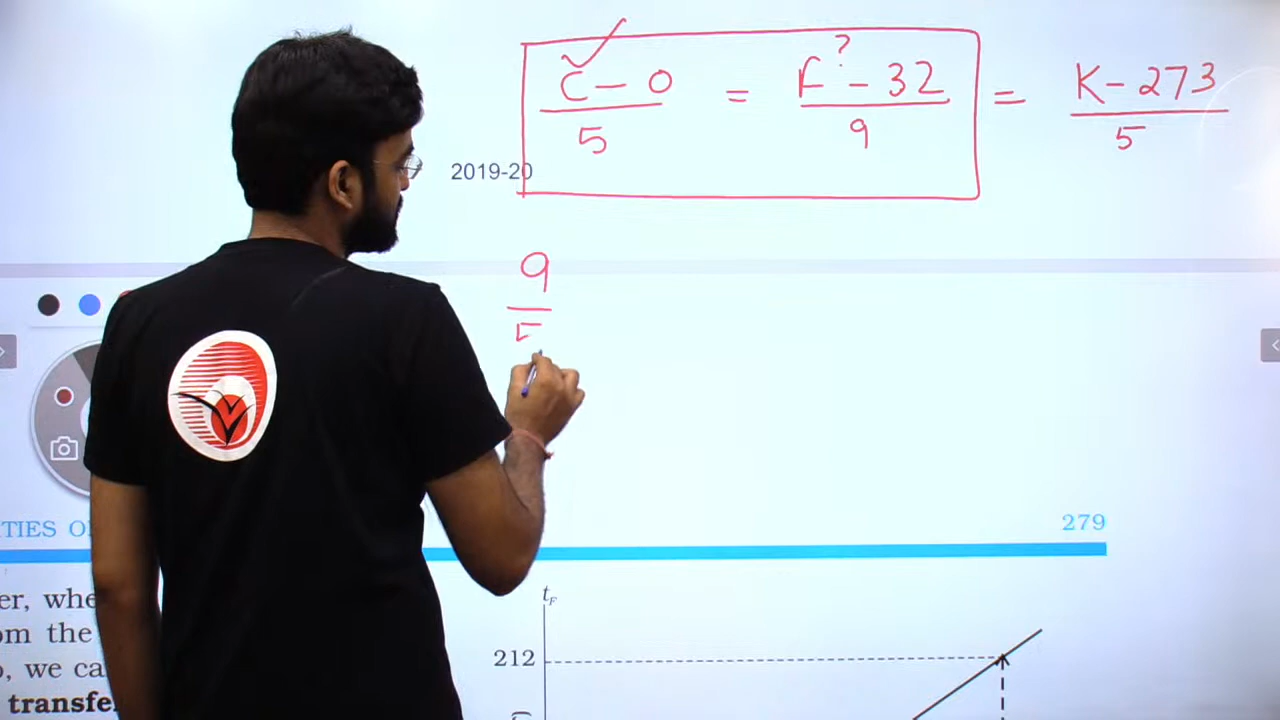 C - 0 / 5 = F - 32 / 9 = K - 273 / 5
?
2019-20
9
5
279
TIES O
er, whe
om the
o, we ca
transfe
t_F
212